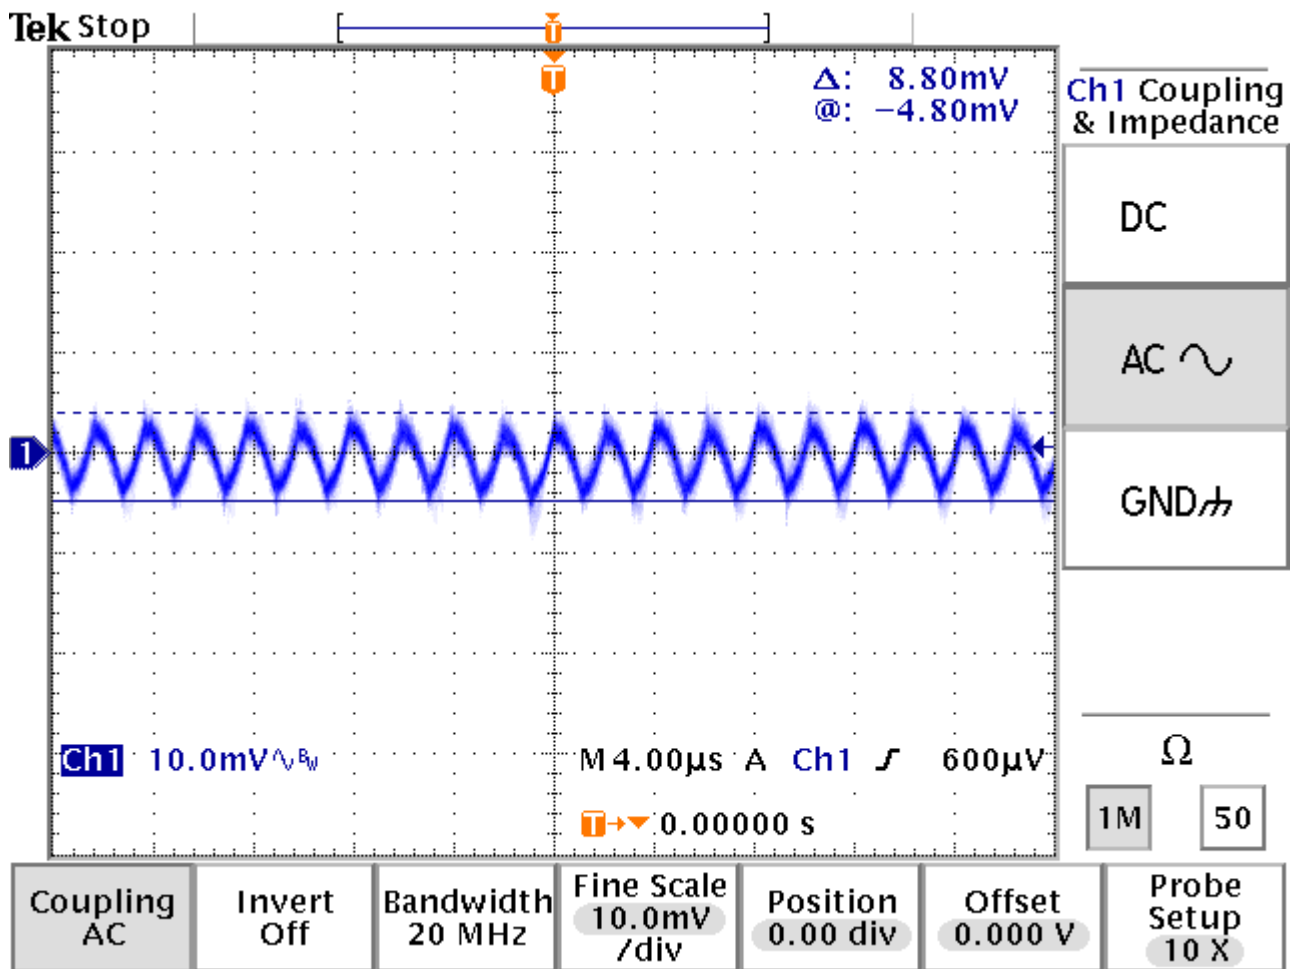 Tek Stop
T
T
Δ: 8.80mV
@: −4.80mV
Ch1 Coupling
& Impedance
DC
AC
GND
1
Ch1 10.0mV BW M 4.00µs A Ch1 600µV
T 0.00000 s
Ω
1M 50
Coupling
AC
Invert
Off
Bandwidth
20 MHz
Fine Scale
10.0mV
/div
Position
0.00 div
Offset
0.000 V
Probe
Setup
10 X